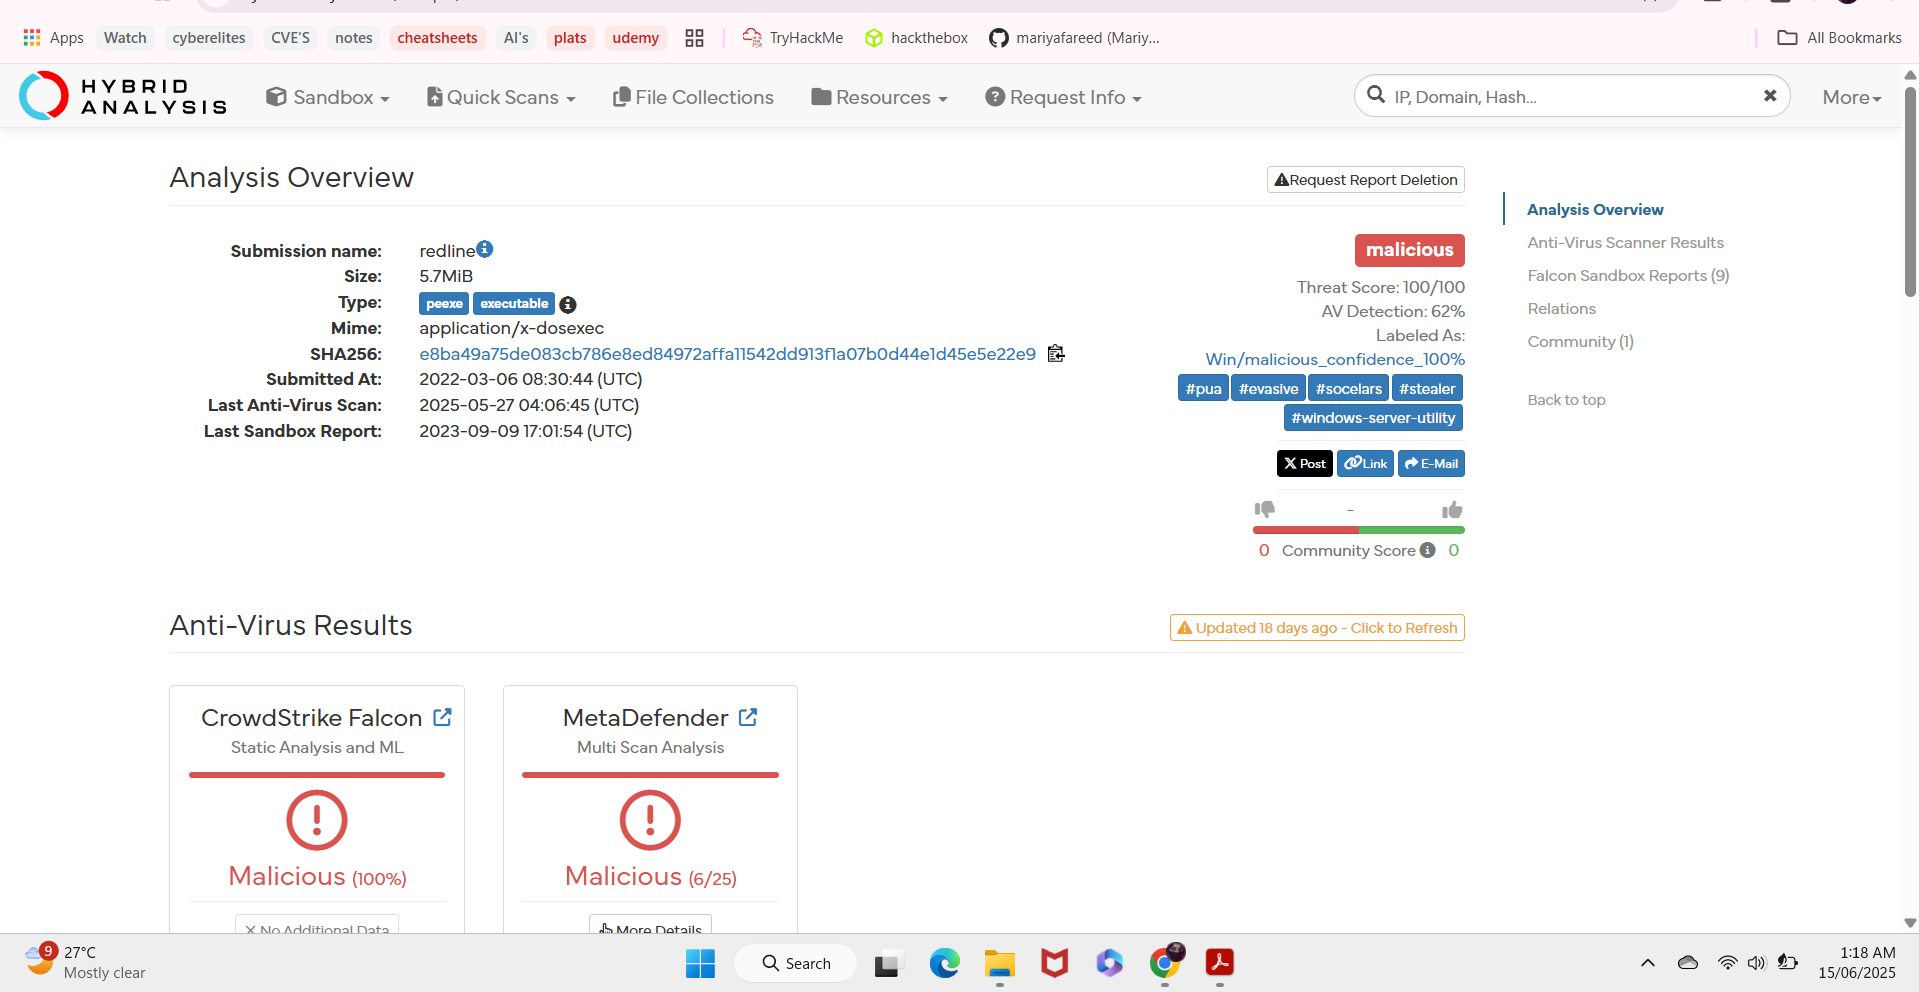 Apps Watch cyberelites CVE'S notes cheatsheets AI's plats udemy TryHackMe hackthebox mariyafareed (Mariy... All Bookmarks
HYBRID
ANALYSIS
Sandbox Quick Scans File Collections Resources Request Info IP, Domain, Hash... More
Analysis Overview
Request Report Deletion
Submission name: redline
Size: 5.7MiB
Type: peexe executable
Mime: application/x-dosexec
SHA256: e8ba49a75de083cb786e8ed84972affa11542dd913f1a07b0d44e1d45e5e22e9
Submitted At: 2022-03-06 08:30:44 (UTC)
Last Anti-Virus Scan: 2025-05-27 04:06:45 (UTC)
Last Sandbox Report: 2023-09-09 17:01:54 (UTC)
malicious
Threat Score: 100/100
AV Detection: 62%
Labeled As:
Win/malicious_confidence_100%
#pua #evasive #socelars #stealer
#windows-server-utility
Post Link E-Mail
-
0 Community Score 0
Analysis Overview
Anti-Virus Scanner Results
Falcon Sandbox Reports (9)
Relations
Community (1)
Back to top
Anti-Virus Results
Updated 18 days ago - Click to Refresh
CrowdStrike Falcon
Static Analysis and ML
Malicious (100%)
No Additional Data
MetaDefender
Multi Scan Analysis
Malicious (6/25)
More Details
9
27°C
Mostly clear
Search
1:18 AM
15/06/2025